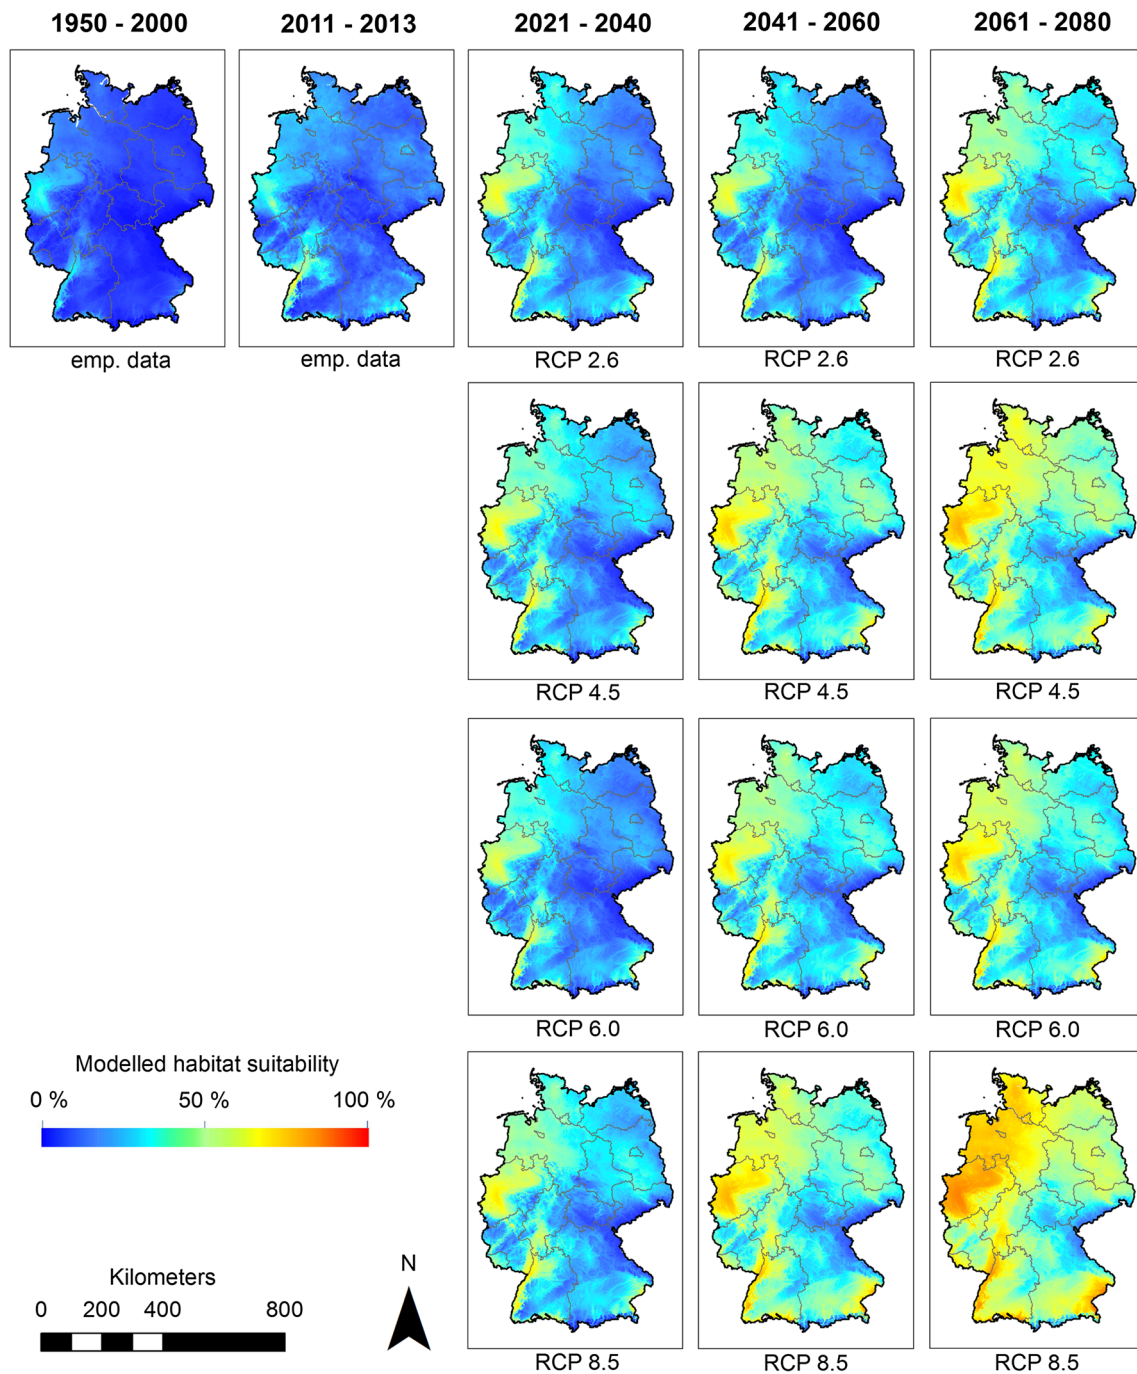 1950 - 2000 2011 - 2013 2021 - 2040 2041 - 2060 2061 - 2080
emp. data emp. data RCP 2.6 RCP 2.6 RCP 2.6
RCP 4.5 RCP 4.5 RCP 4.5
RCP 6.0 RCP 6.0 RCP 6.0
Modelled habitat suitability
0 % 50 % 100 %
N
Kilometers
0 200 400 800
RCP 8.5 RCP 8.5 RCP 8.5